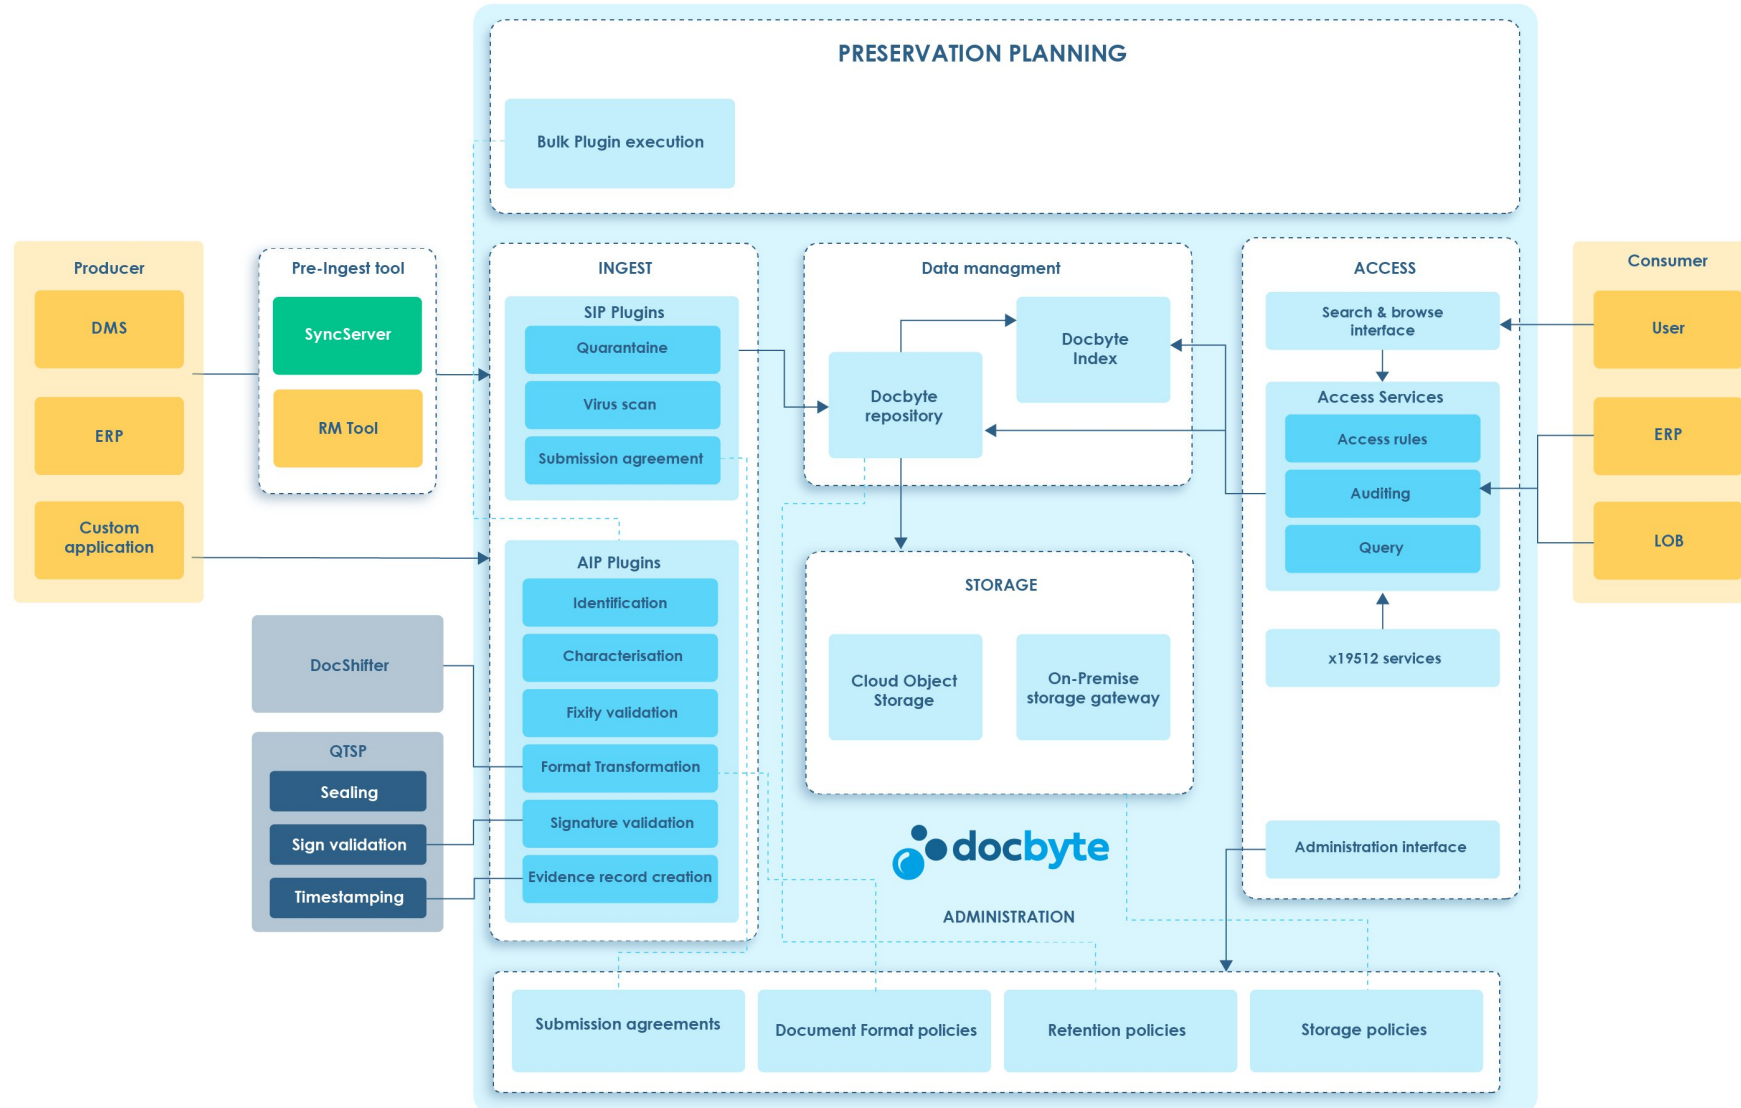 PRESERVATION PLANNING
Bulk Plugin execution
Producer
DMS
ERP
Custom
application
Pre-Ingest tool
SyncServer
RM Tool
DocShifter
QTSP
Sealing
Sign validation
Timestamping
INGEST
SIP Plugins
Quarantaine
Virus scan
Submission agreement
AIP Plugins
Identification
Characterisation
Fixity validation
Format Transformation
Signature validation
Evidence record creation
Data managment
Docbyte
repository
Docbyte
Index
STORAGE
Cloud Object
Storage
On-Premise
storage gateway
docbyte
ACCESS
Search & browse
interface
Access Services
Access rules
Auditing
Query
x19512 services
Administration interface
Consumer
User
ERP
LOB
ADMINISTRATION
Submission agreements
Document Format policies
Retention policies
Storage policies